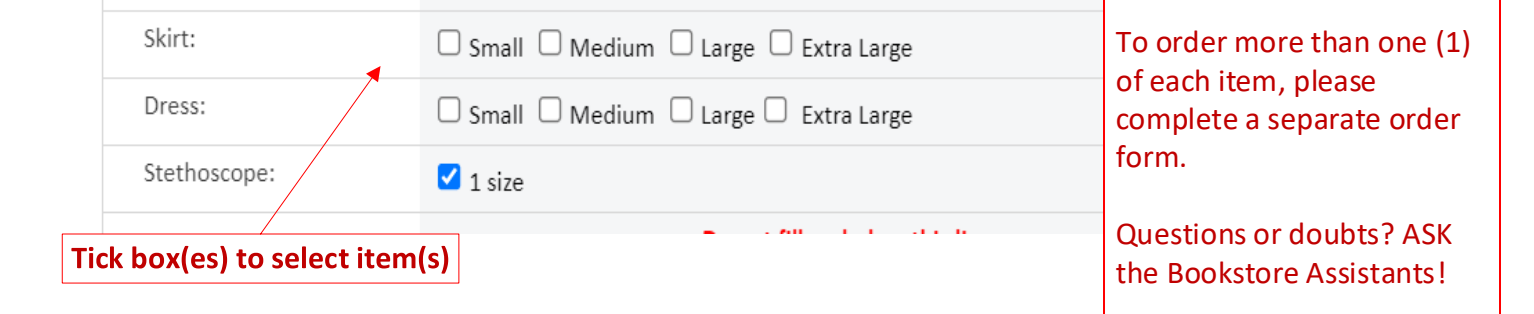 Skirt:
Small Medium Large Extra Large
Dress:
Small Medium Large Extra Large
Stethoscope:
1 size
Tick box(es) to select item(s)
To order more than one (1)
of each item, please
complete a separate order
form.
Questions or doubts? ASK
the Bookstore Assistants!